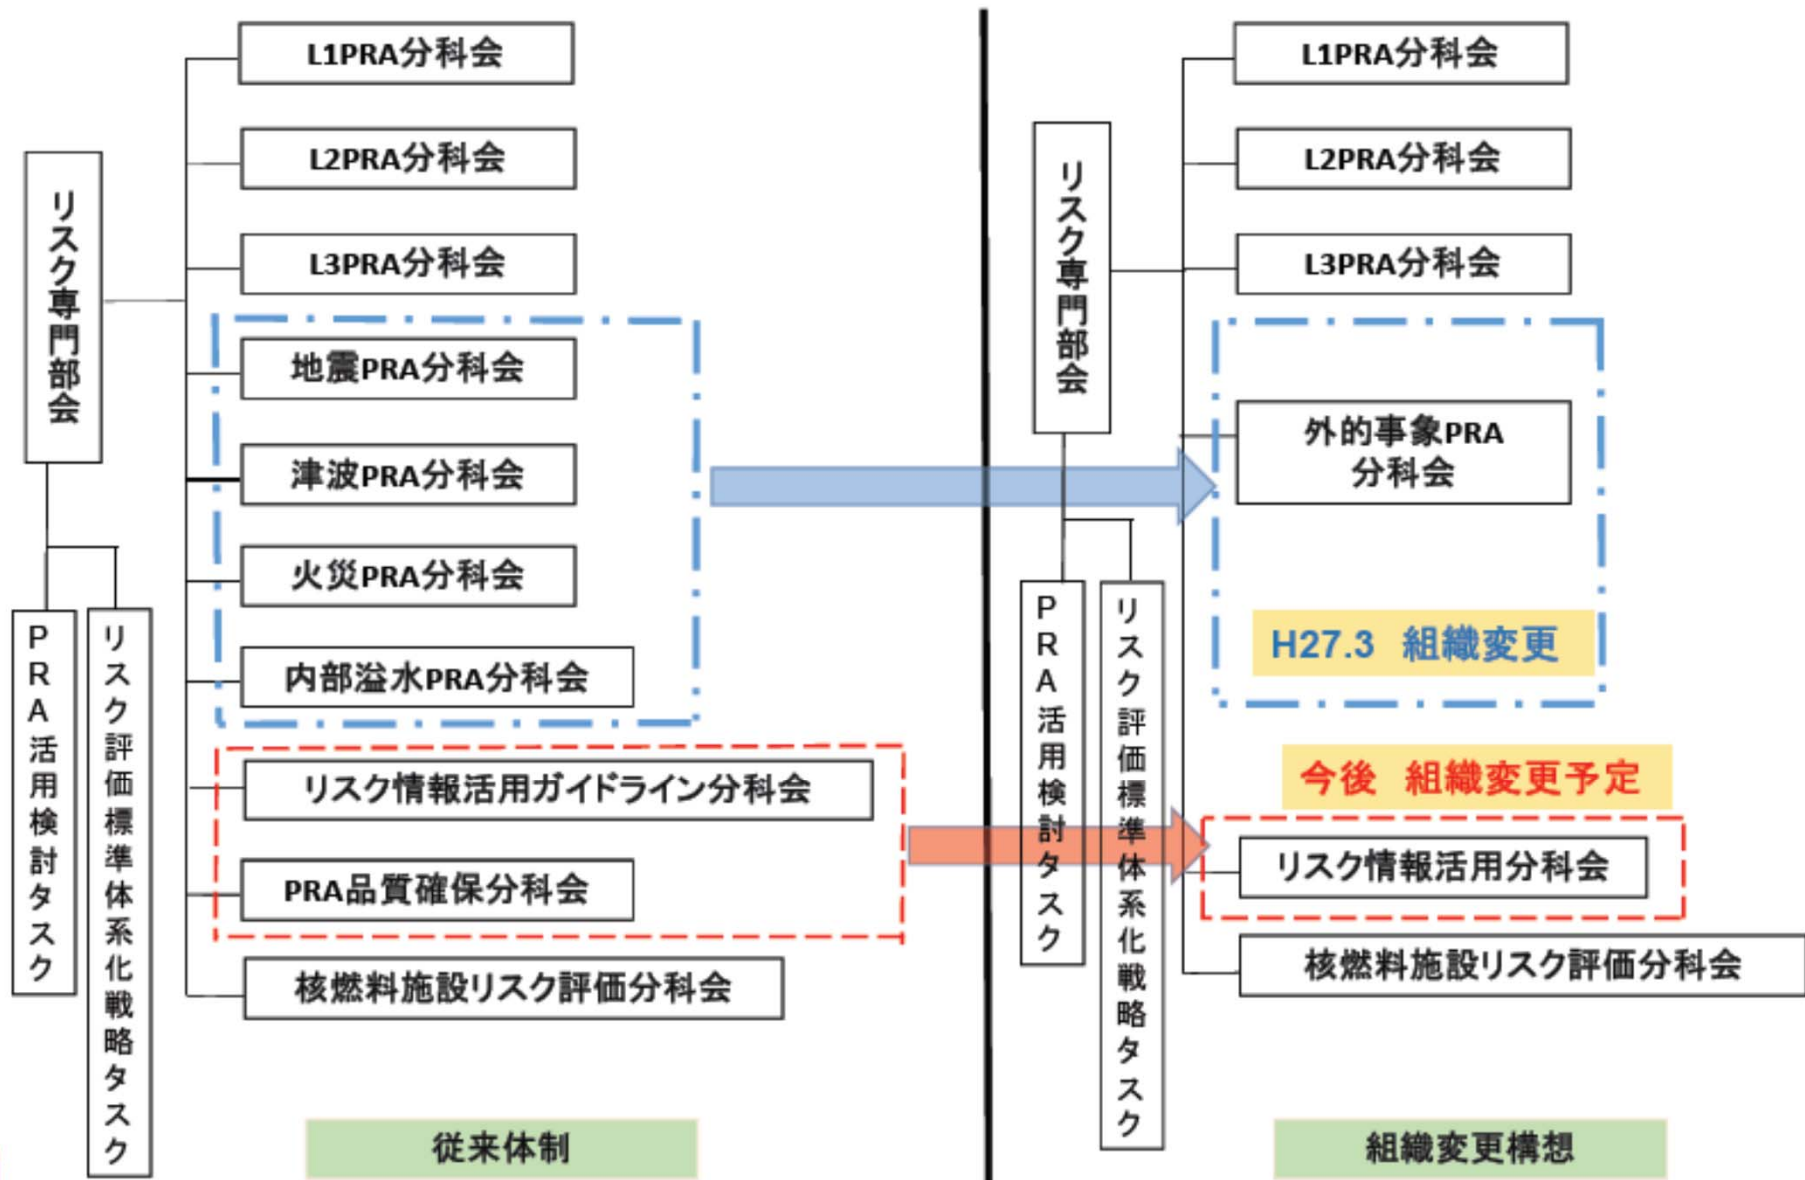 リスク専門部会
L1PRA分科会
L2PRA分科会
L3PRA分科会
地震PRA分科会
津波PRA分科会
火災PRA分科会
内部溢水PRA分科会
リスク情報活用ガイドライン分科会
PRA品質確保分科会
核燃料施設リスク評価分科会
PRA活用検討タスク
リスク評価標準体系化戦略タスク
従来体制
リスク専門部会
L1PRA分科会
L2PRA分科会
L3PRA分科会
外的事象PRA
分科会
H27.3 組織変更
今後 組織変更予定
リスク情報活用分科会
核燃料施設リスク評価分科会
PRA活用検討タスク
リスク評価標準体系化戦略タスク
組織変更構想